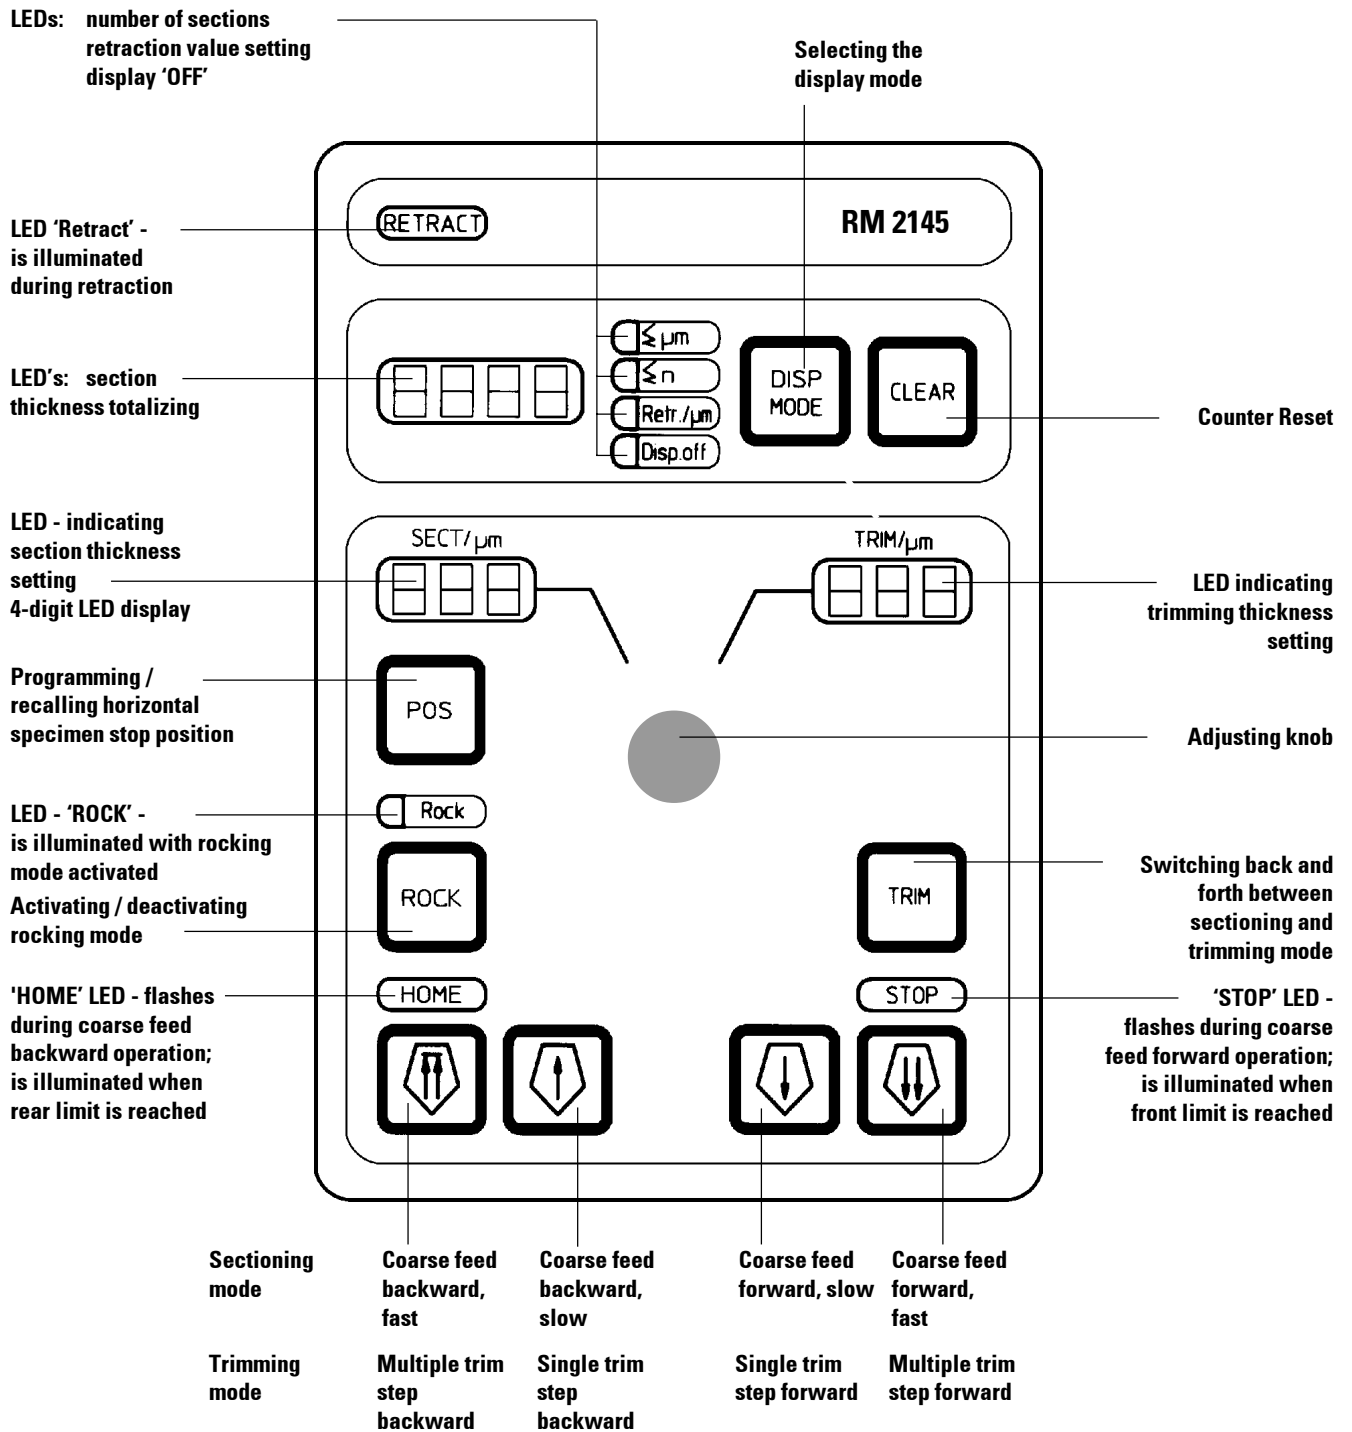 LEDs: number of sections
retraction value setting
display ‘OFF’
Selecting the
display mode
LED ‘Retract’ -
is illuminated
during retraction
RETRACT
RM 2145
LED's: section
thickness totalizing
Σ µm
Σ n
Retr./µm
Disp.off
DISP
MODE
CLEAR
Counter Reset
LED - indicating
section thickness
setting
4-digit LED display
SECT/µm
TRIM/µm
LED indicating
trimming thickness
setting
Programming /
recalling horizontal
specimen stop position
POS
Adjusting knob
LED - ‘ROCK’ -
is illuminated with rocking
mode activated
Rock
Activating / deactivating
rocking mode
ROCK
TRIM
Switching back and
forth between
sectioning and
trimming mode
'HOME’ LED - flashes
during coarse feed
backward operation;
is illuminated when
rear limit is reached
HOME
STOP
‘STOP’ LED -
flashes during coarse
feed forward operation;
is illuminated when
front limit is reached
Sectioning
mode
Coarse feed
backward,
fast
Coarse feed
backward,
slow
Coarse feed
forward, slow
Coarse feed
forward,
fast
Trimming
mode
Multiple trim
step
backward
Single trim
step
backward
Single trim
step forward
Multiple trim
step forward